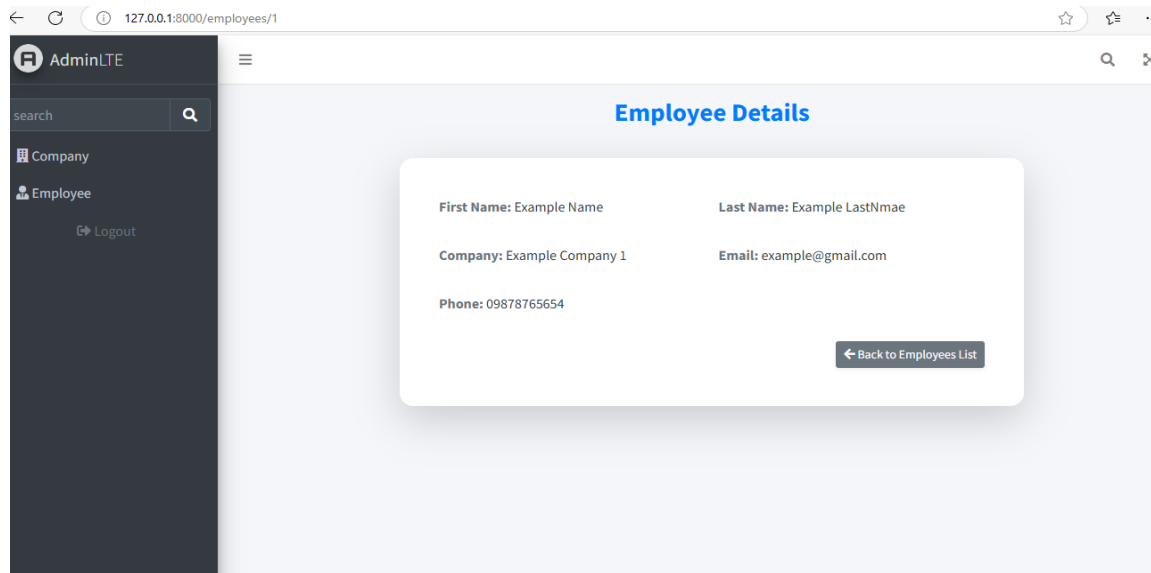 127.0.0.1:8000/employees/1
AdminLTE
search
Company
Employee
Logout
Employee Details
First Name: Example Name Last Name: Example LastNmae
Company: Example Company 1 Email: example@gmail.com
Phone: 09878765654
Back to Employees List